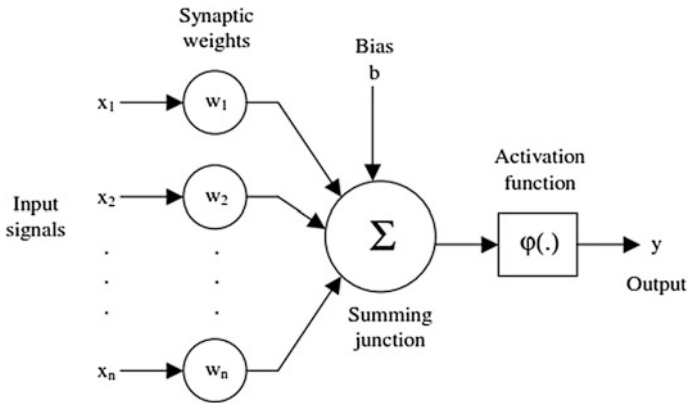 Synaptic
weights
Bias
b
x₁
w₁
Activation
function
Input
signals
x₂
w₂
Σ
φ(.)
y
Output
Summing
junction
xₙ
wₙ